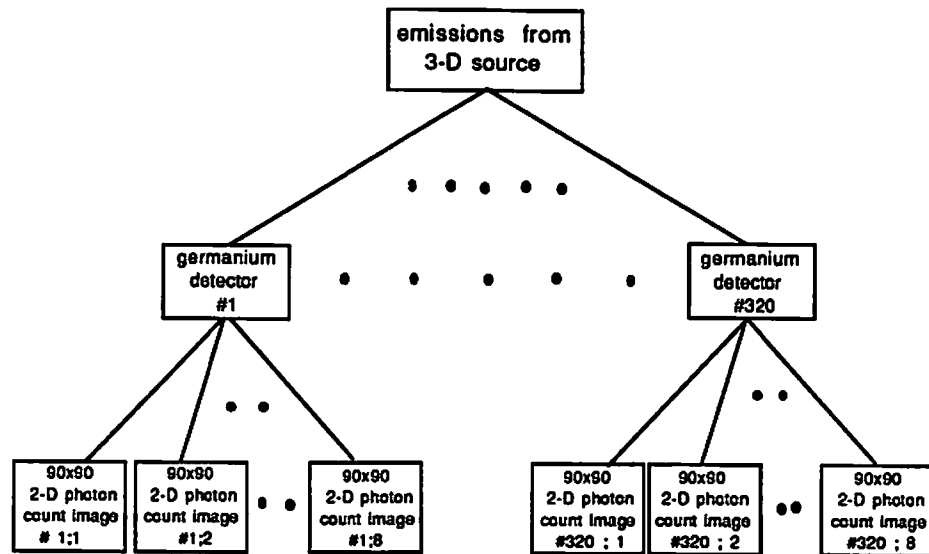 emissions from
3-D source
germanium
detector
#1
germanium
detector
#320
90x90
2-D photon
count image
# 1;1
90x90
2-D photon
count image
#1;2
90x90
2-D photon
count image
#1;8
90x90
2-D photon
count image
#320 ; 1
90x90
2-D photon
count image
#320 ; 2
90x90
2-D photon
count image
#320 ; 8